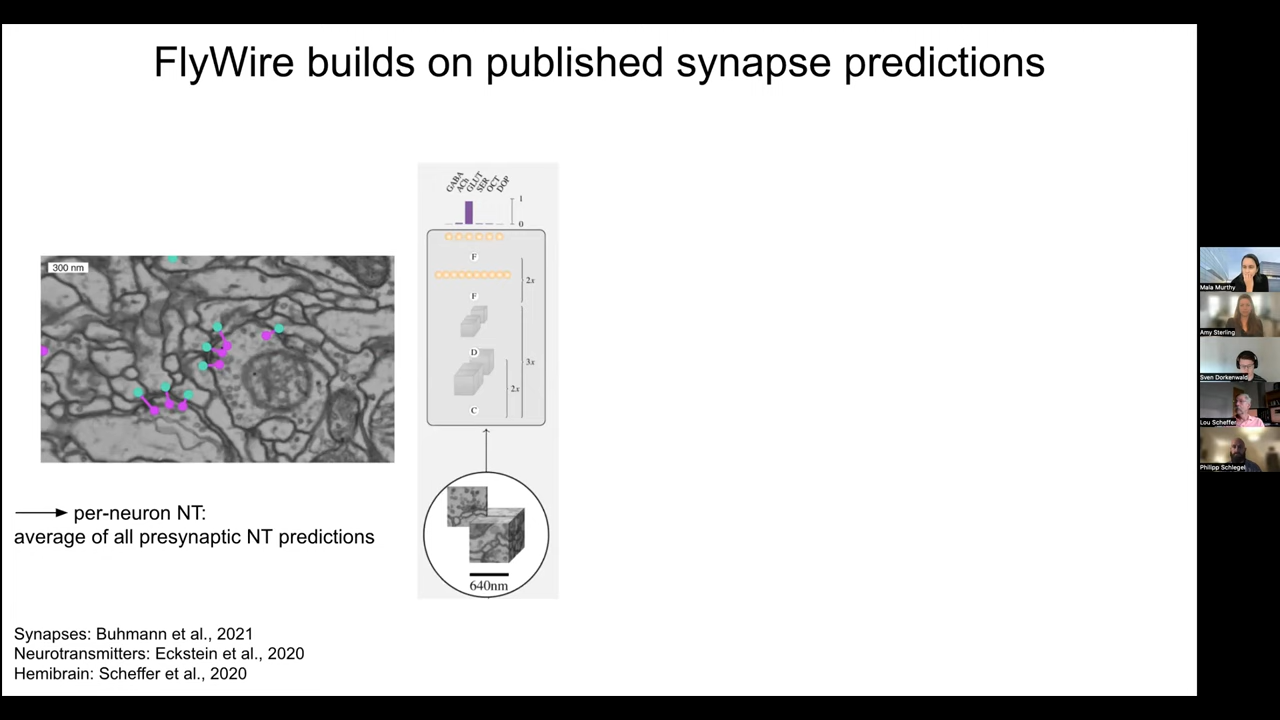 FlyWire builds on published synapse predictions
GABA
ACh
GLUT
SER
OCT
DOP
1
0
F
2x
F
D
3x
2x
C
300 nm
640nm
per-neuron NT:
average of all presynaptic NT predictions
Synapses: Buhmann et al., 2021
Neurotransmitters: Eckstein et al., 2020
Hemibrain: Scheffer et al., 2020
Mala Murthy
Amy Sterling
Sven Dorkenwald
Lou Scheffer
Philipp Schlegel